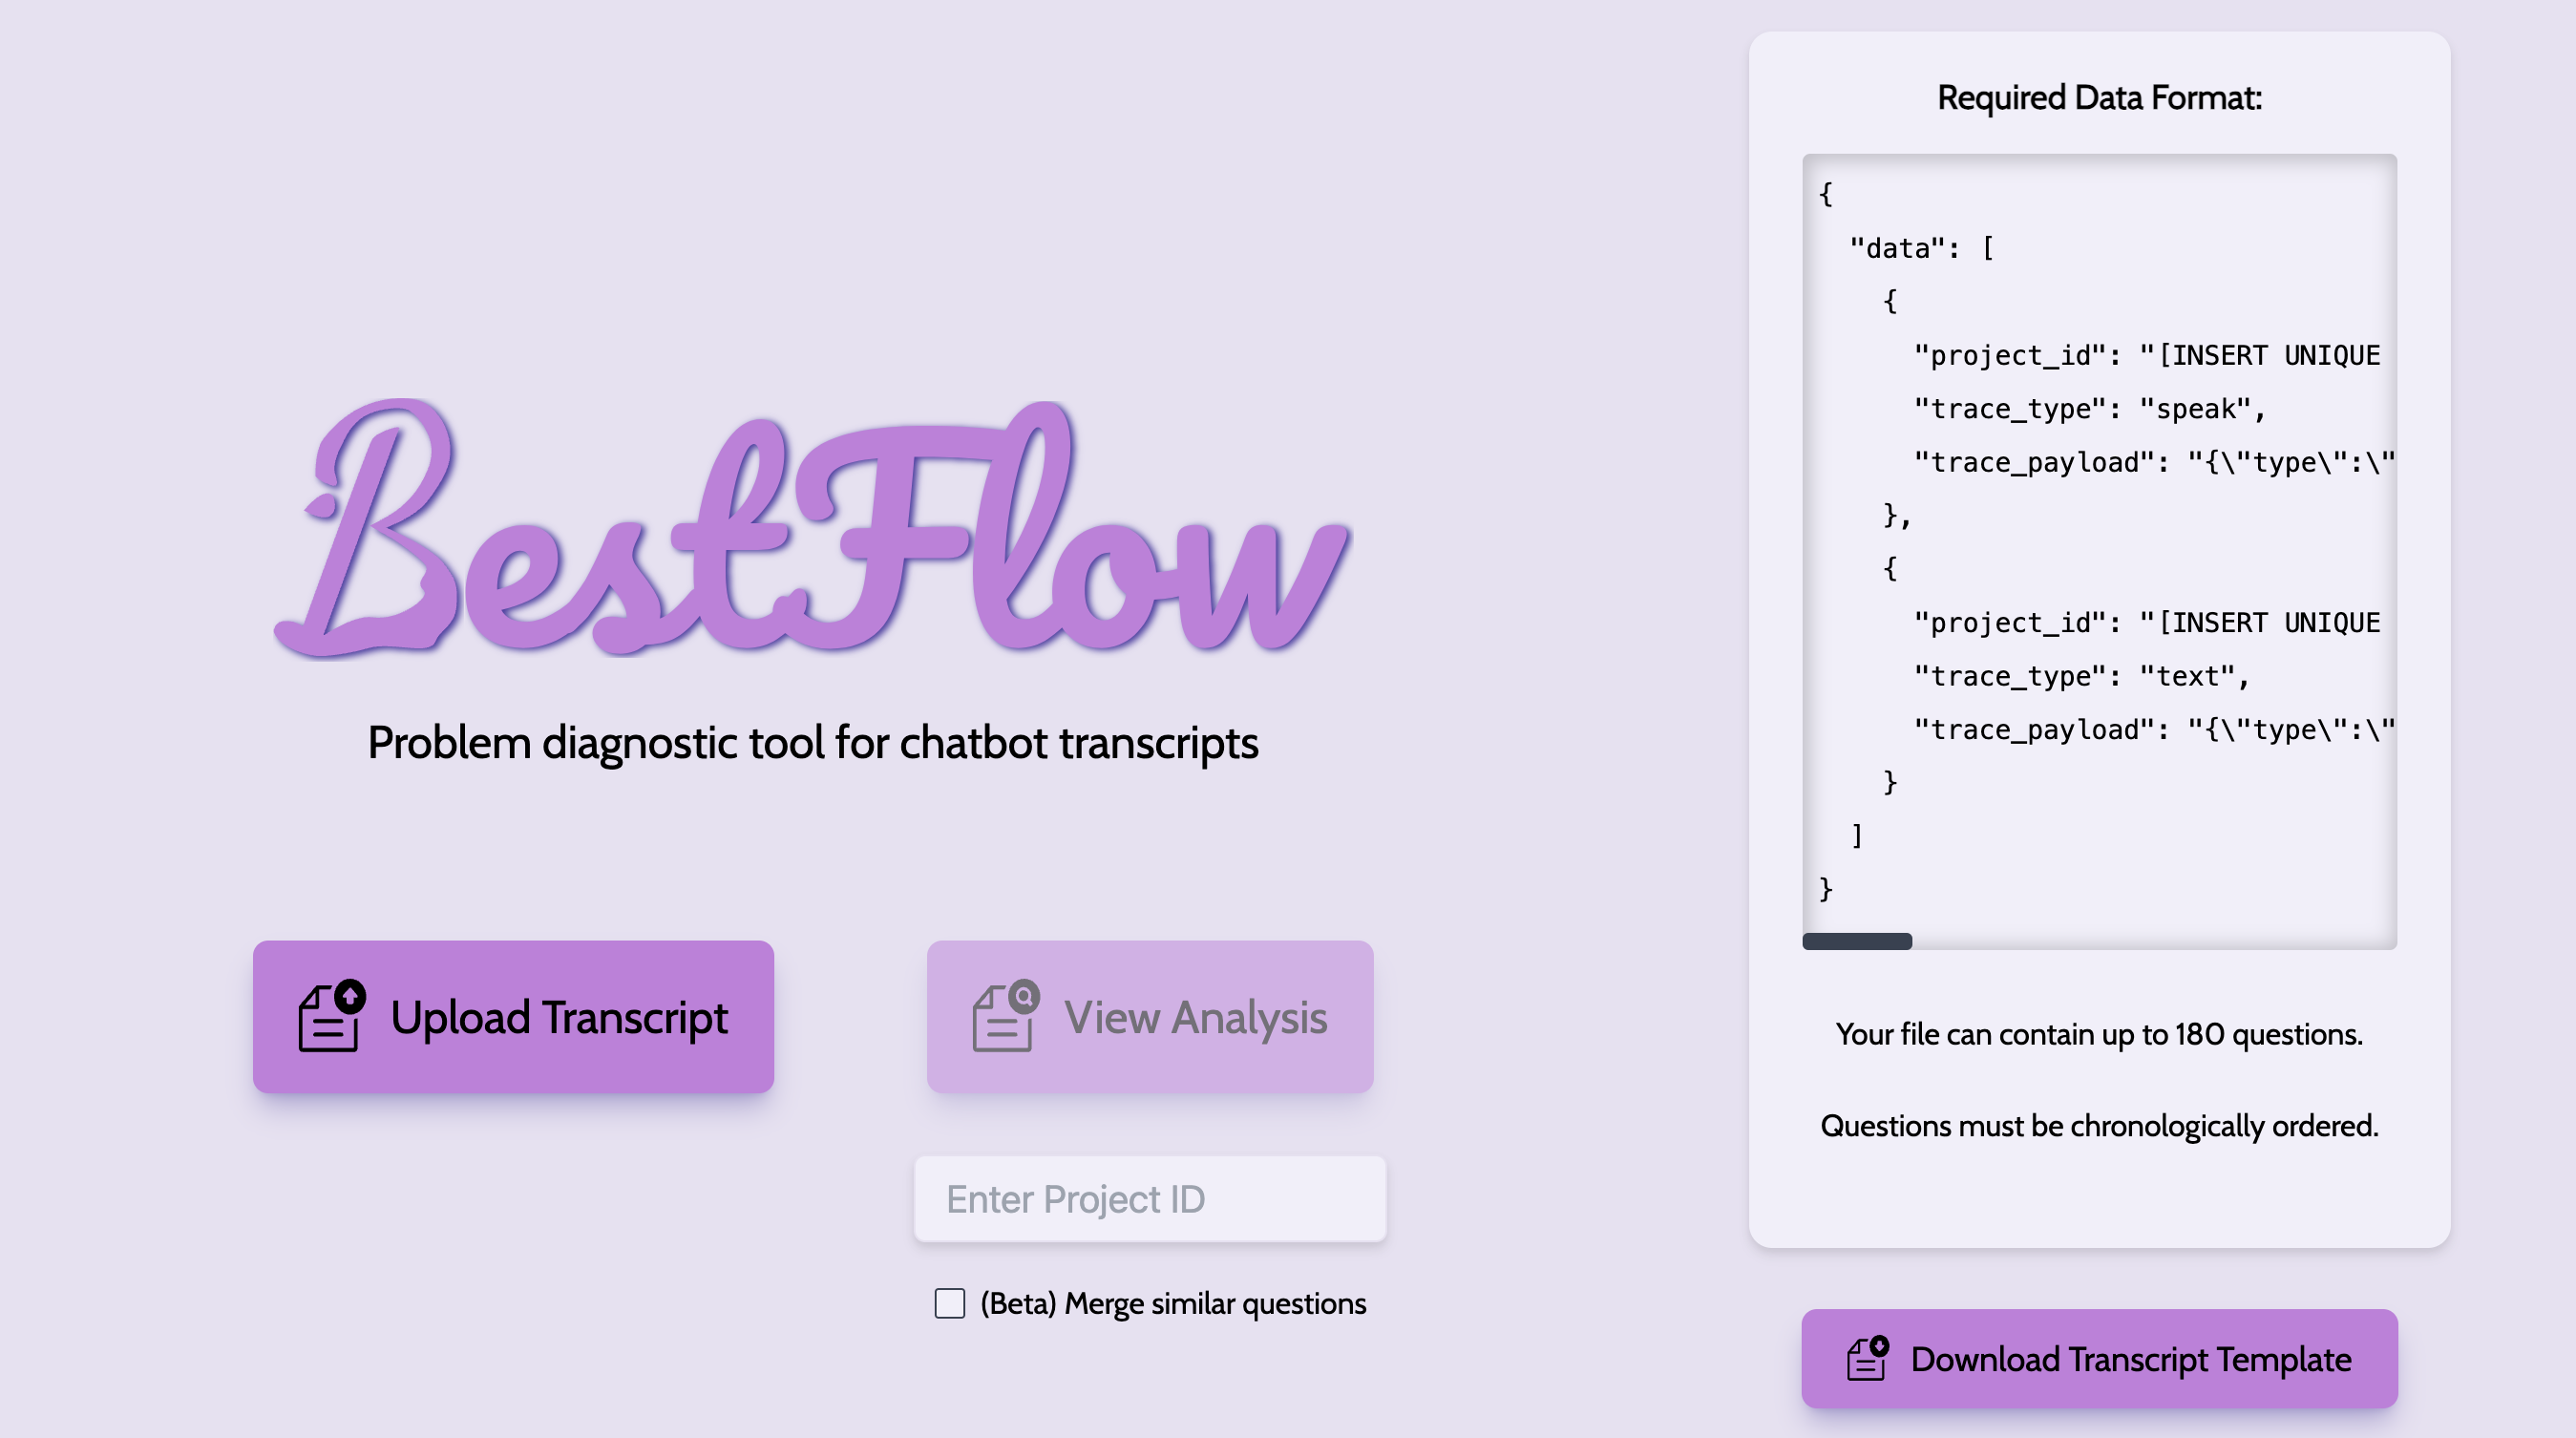 BestFlow
Problem diagnostic tool for chatbot transcripts
Upload Transcript
View Analysis
Enter Project ID
(Beta) Merge similar questions
Required Data Format:
{
  "data": [
    {
      "project_id": "[INSERT UNIQUE
      "trace_type": "speak",
      "trace_payload": "{\"type\":\"
    },
    {
      "project_id": "[INSERT UNIQUE
      "trace_type": "text",
      "trace_payload": "{\"type\":\"
    }
  ]
}
Your file can contain up to 180 questions.
Questions must be chronologically ordered.
Download Transcript Template